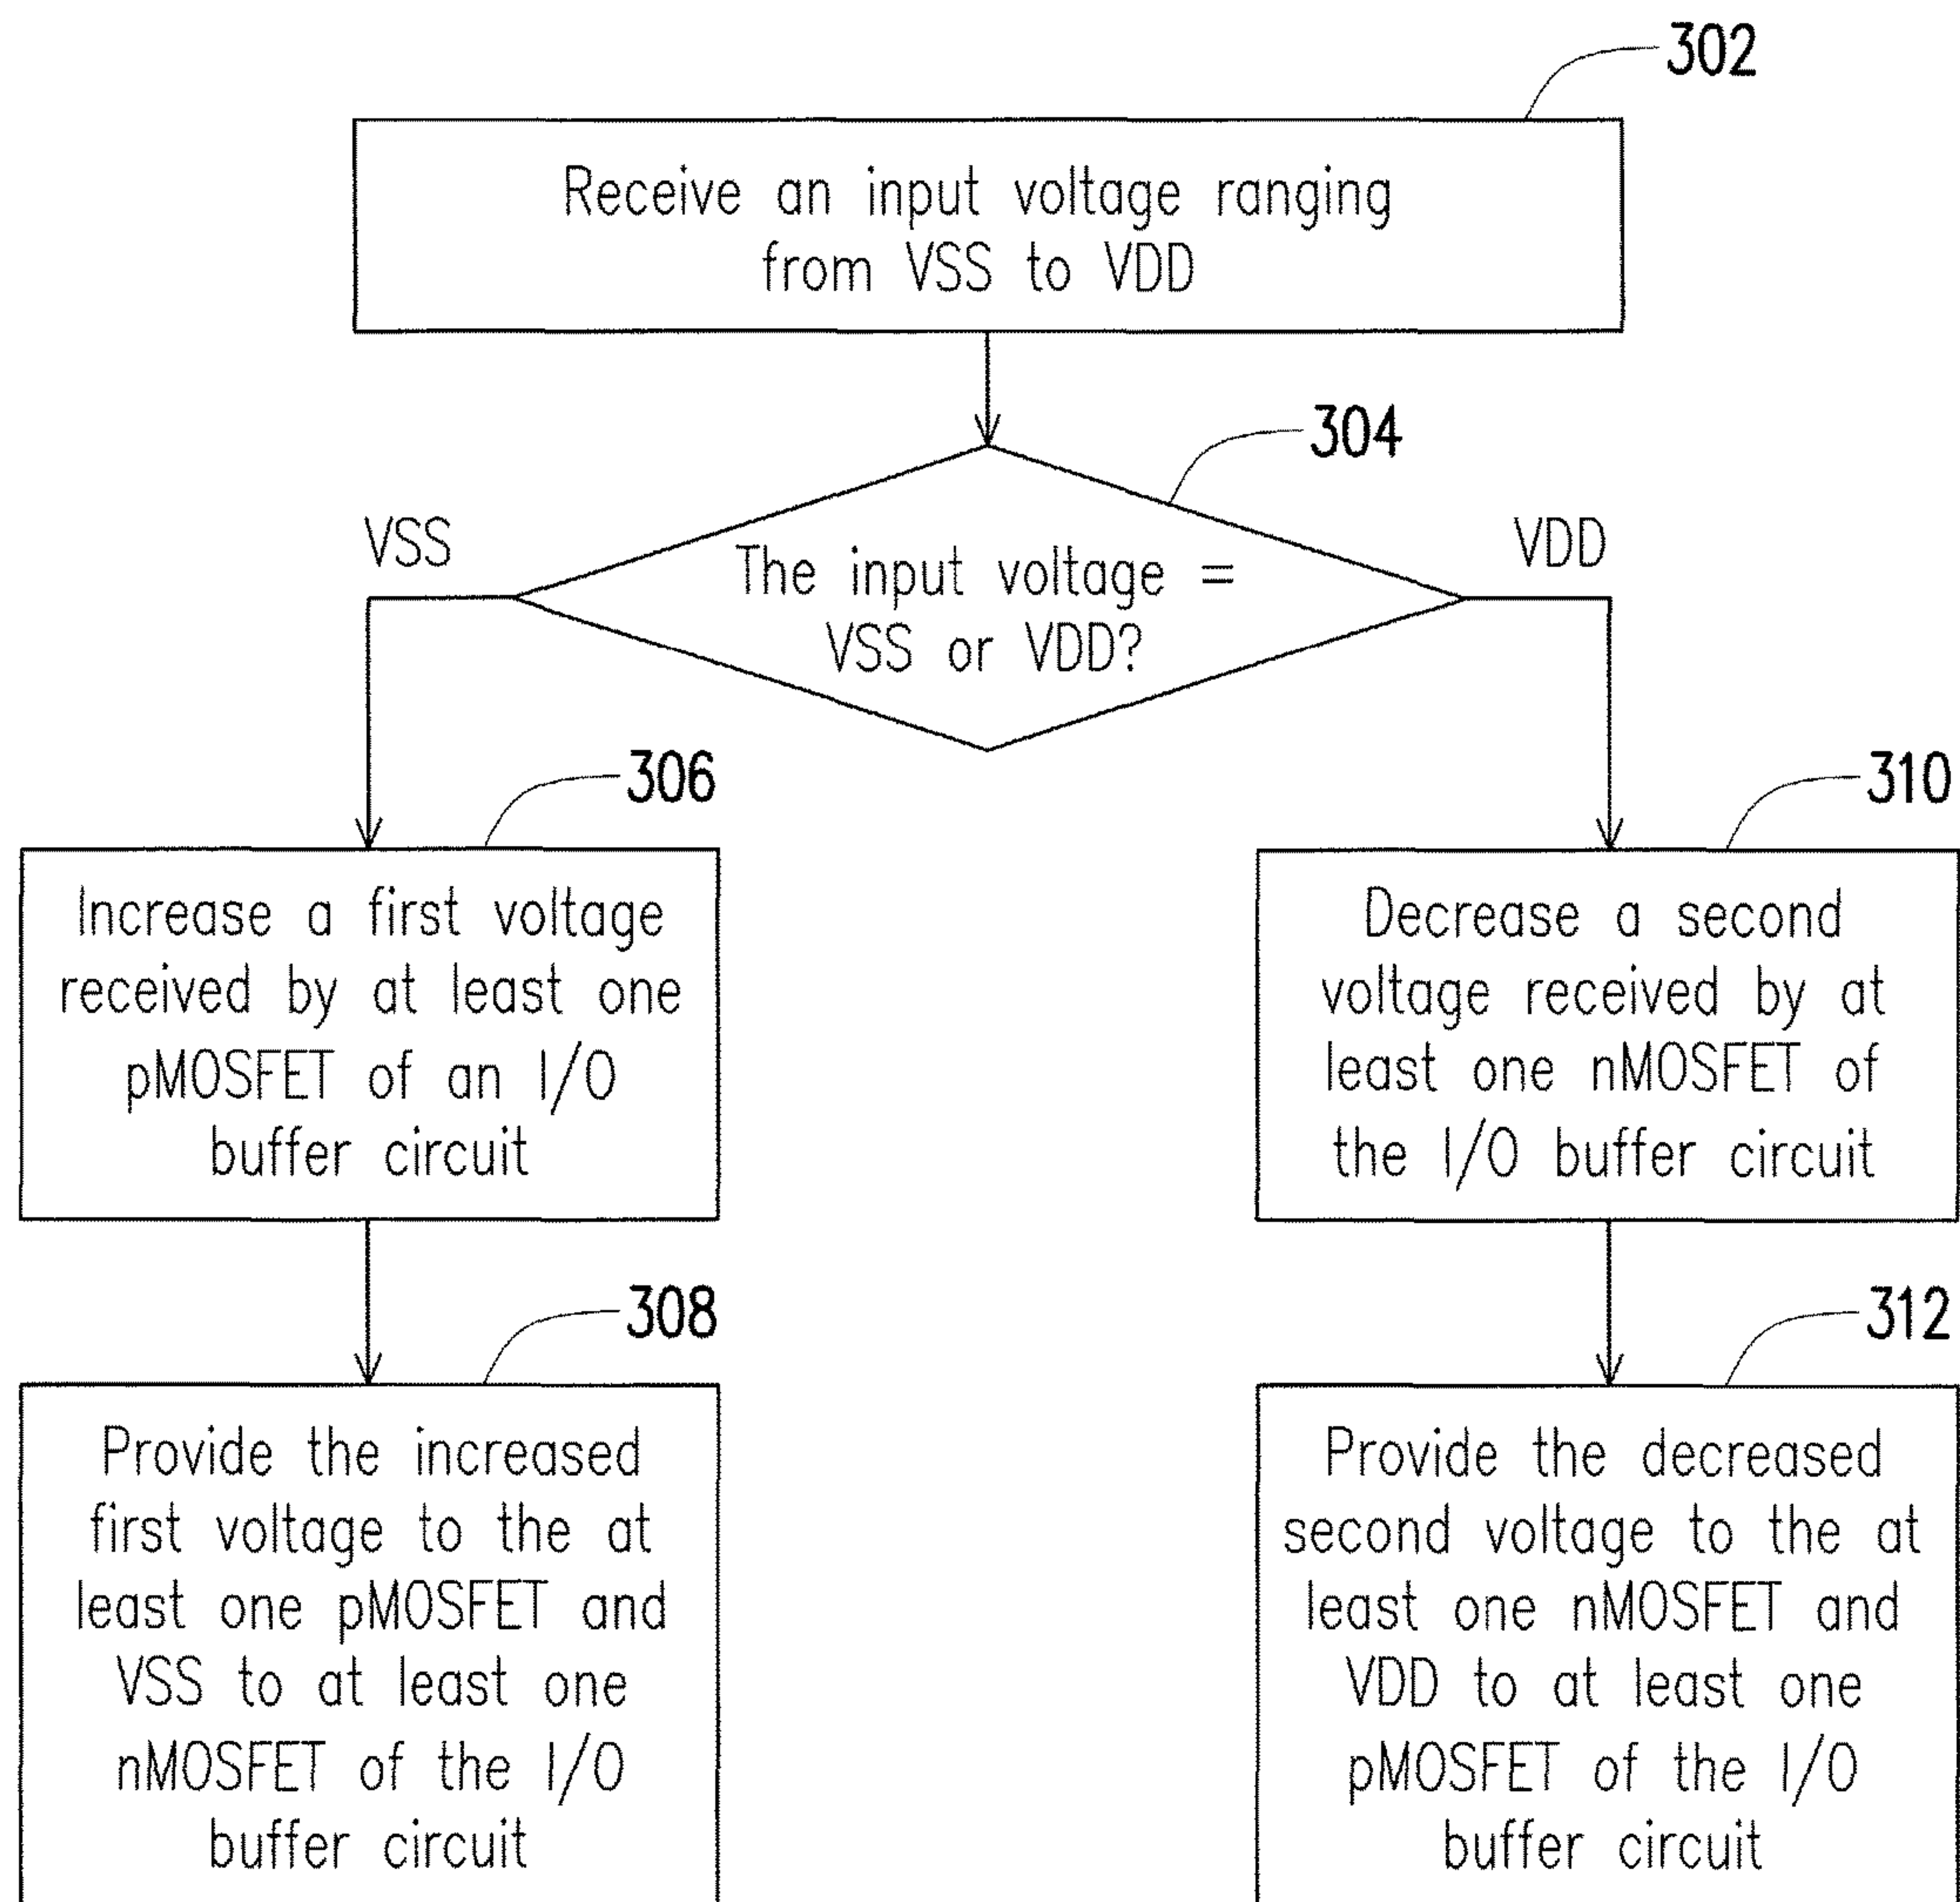 302
Receive an input voltage ranging
from VSS to VDD
304
VSS
VDD
The input voltage =
VSS or VDD?
306
Increase a first voltage
received by at least one
pMOSFET of an I/O
buffer circuit
310
Decrease a second
voltage received by at
least one nMOSFET of
the I/O buffer circuit
308
Provide the increased
first voltage to the at
least one pMOSFET and
VSS to at least one
nMOSFET of the I/O
buffer circuit
312
Provide the decreased
second voltage to the at
least one nMOSFET and
VDD to at least one
pMOSFET of the I/O
buffer circuit